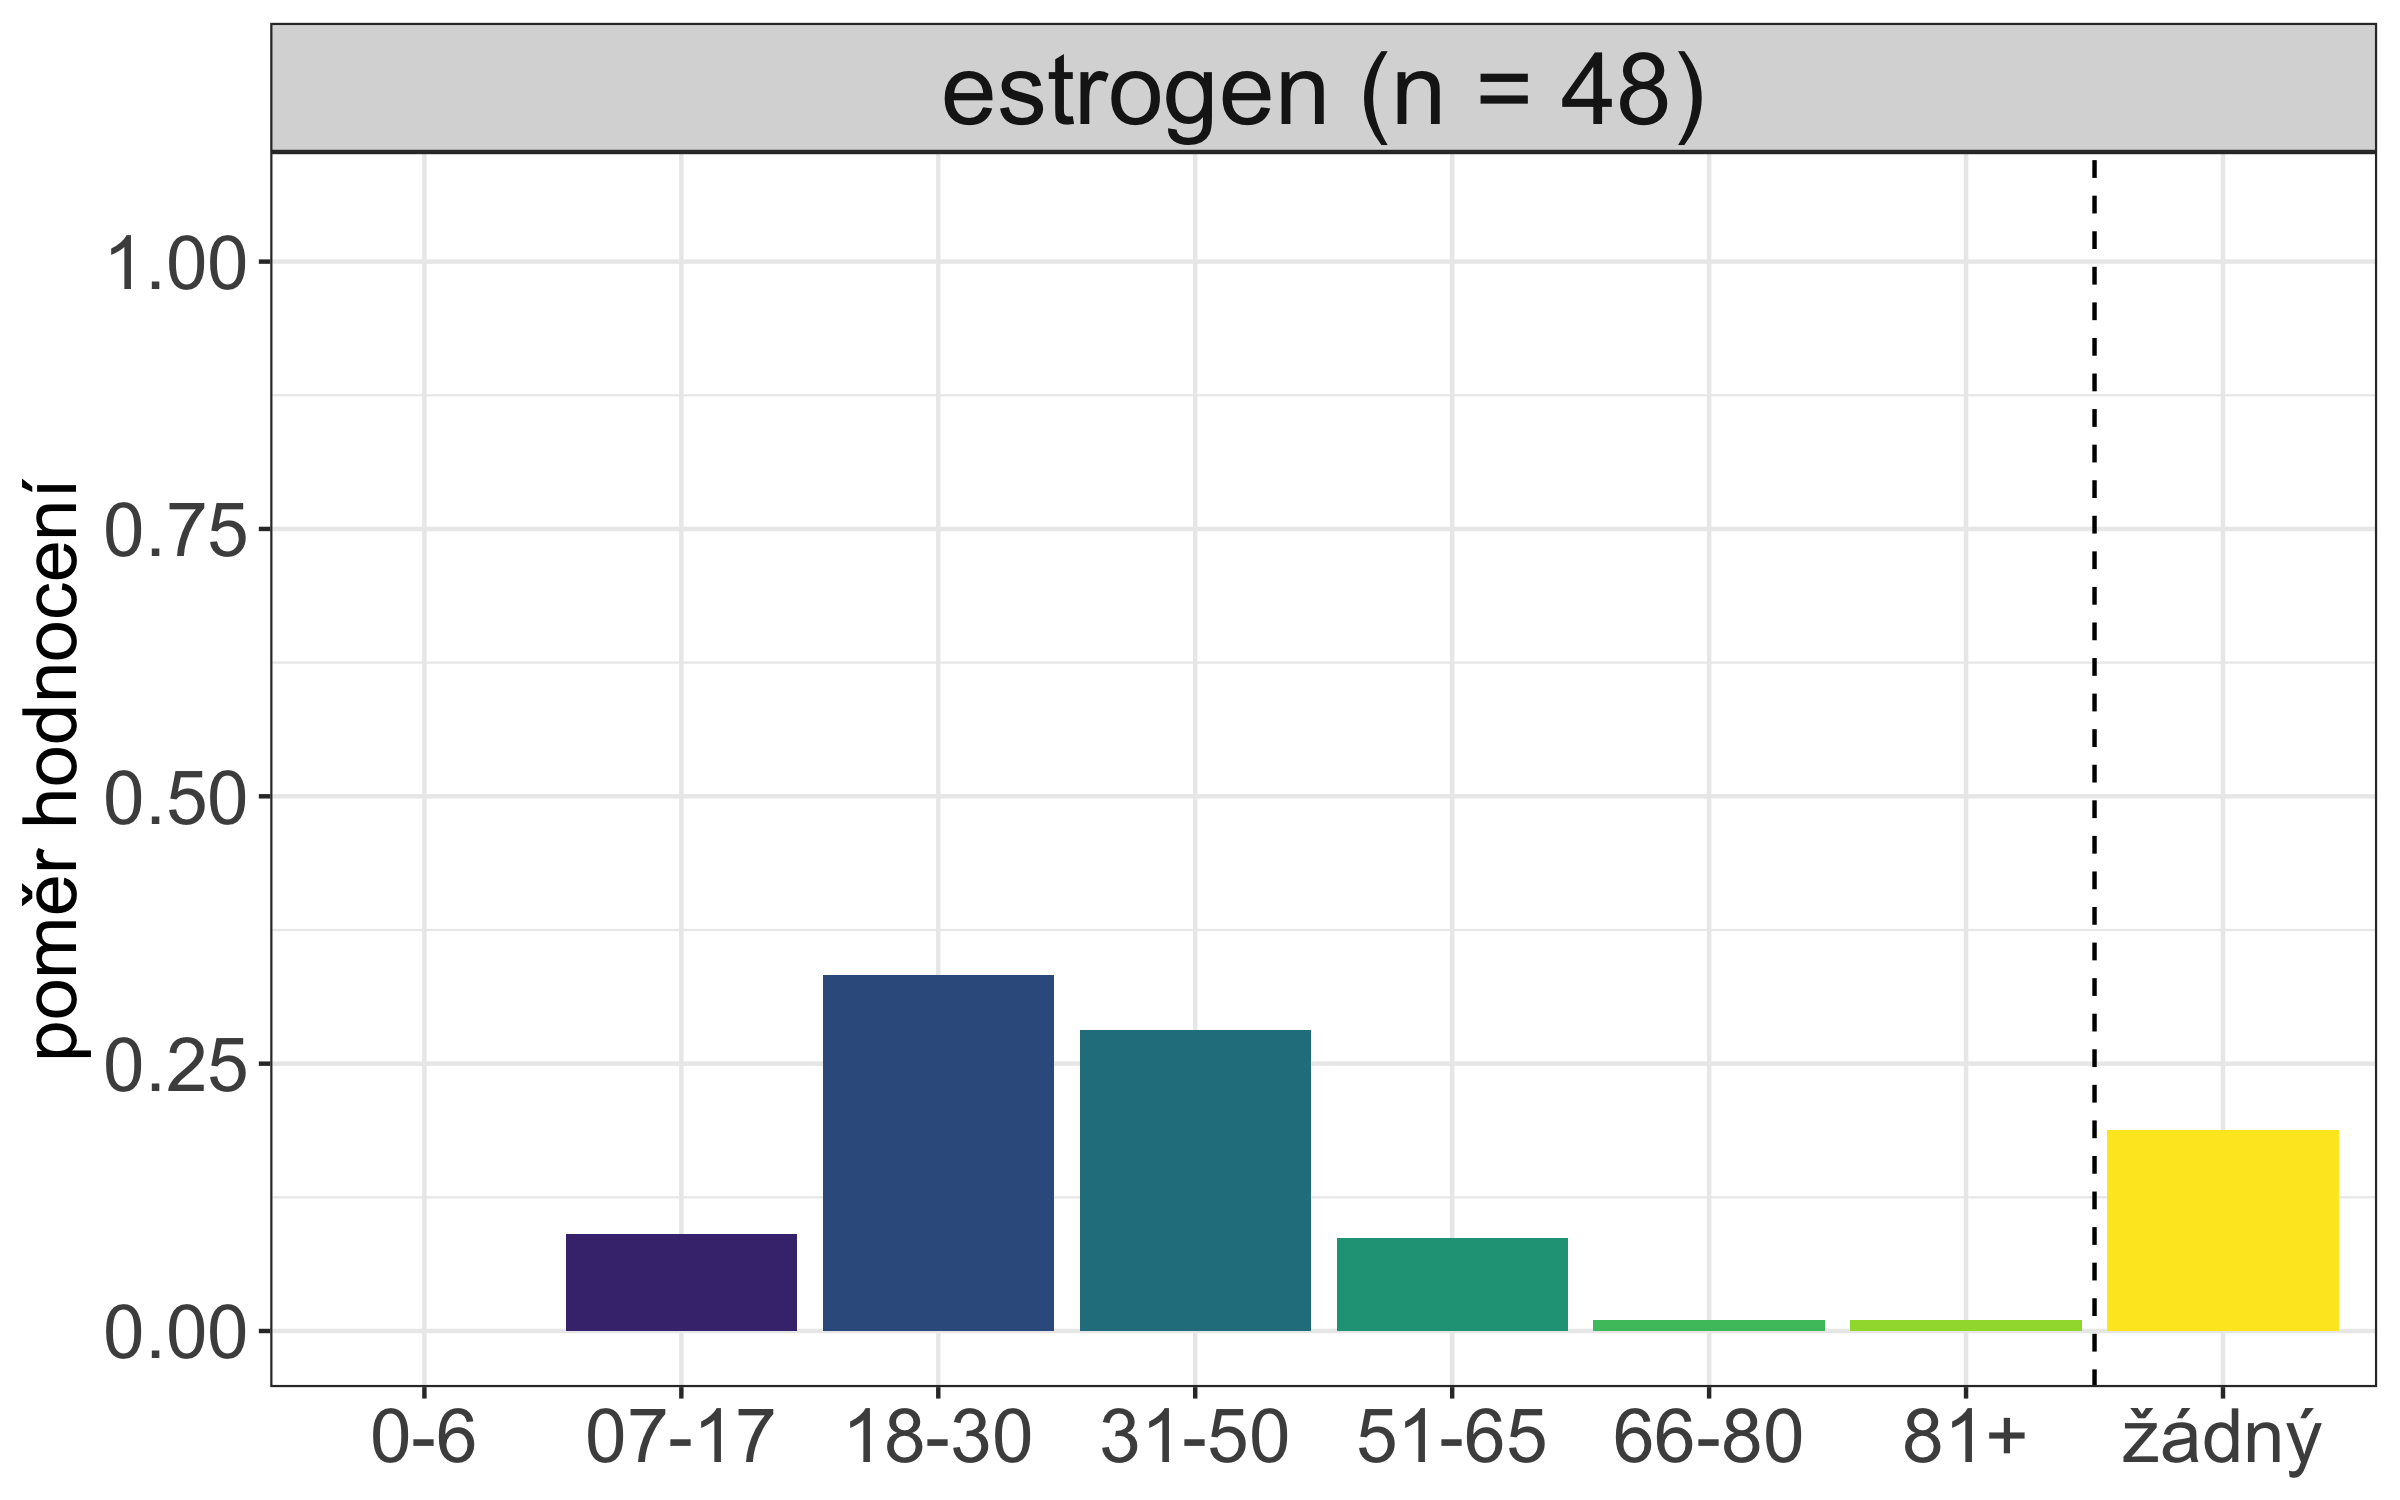 estrogen (n = 48)
poměr hodnocení
1.00
0.75
0.50
0.25
0.00
0-6 07-17 18-30 31-50 51-65 66-80 81+ žádný